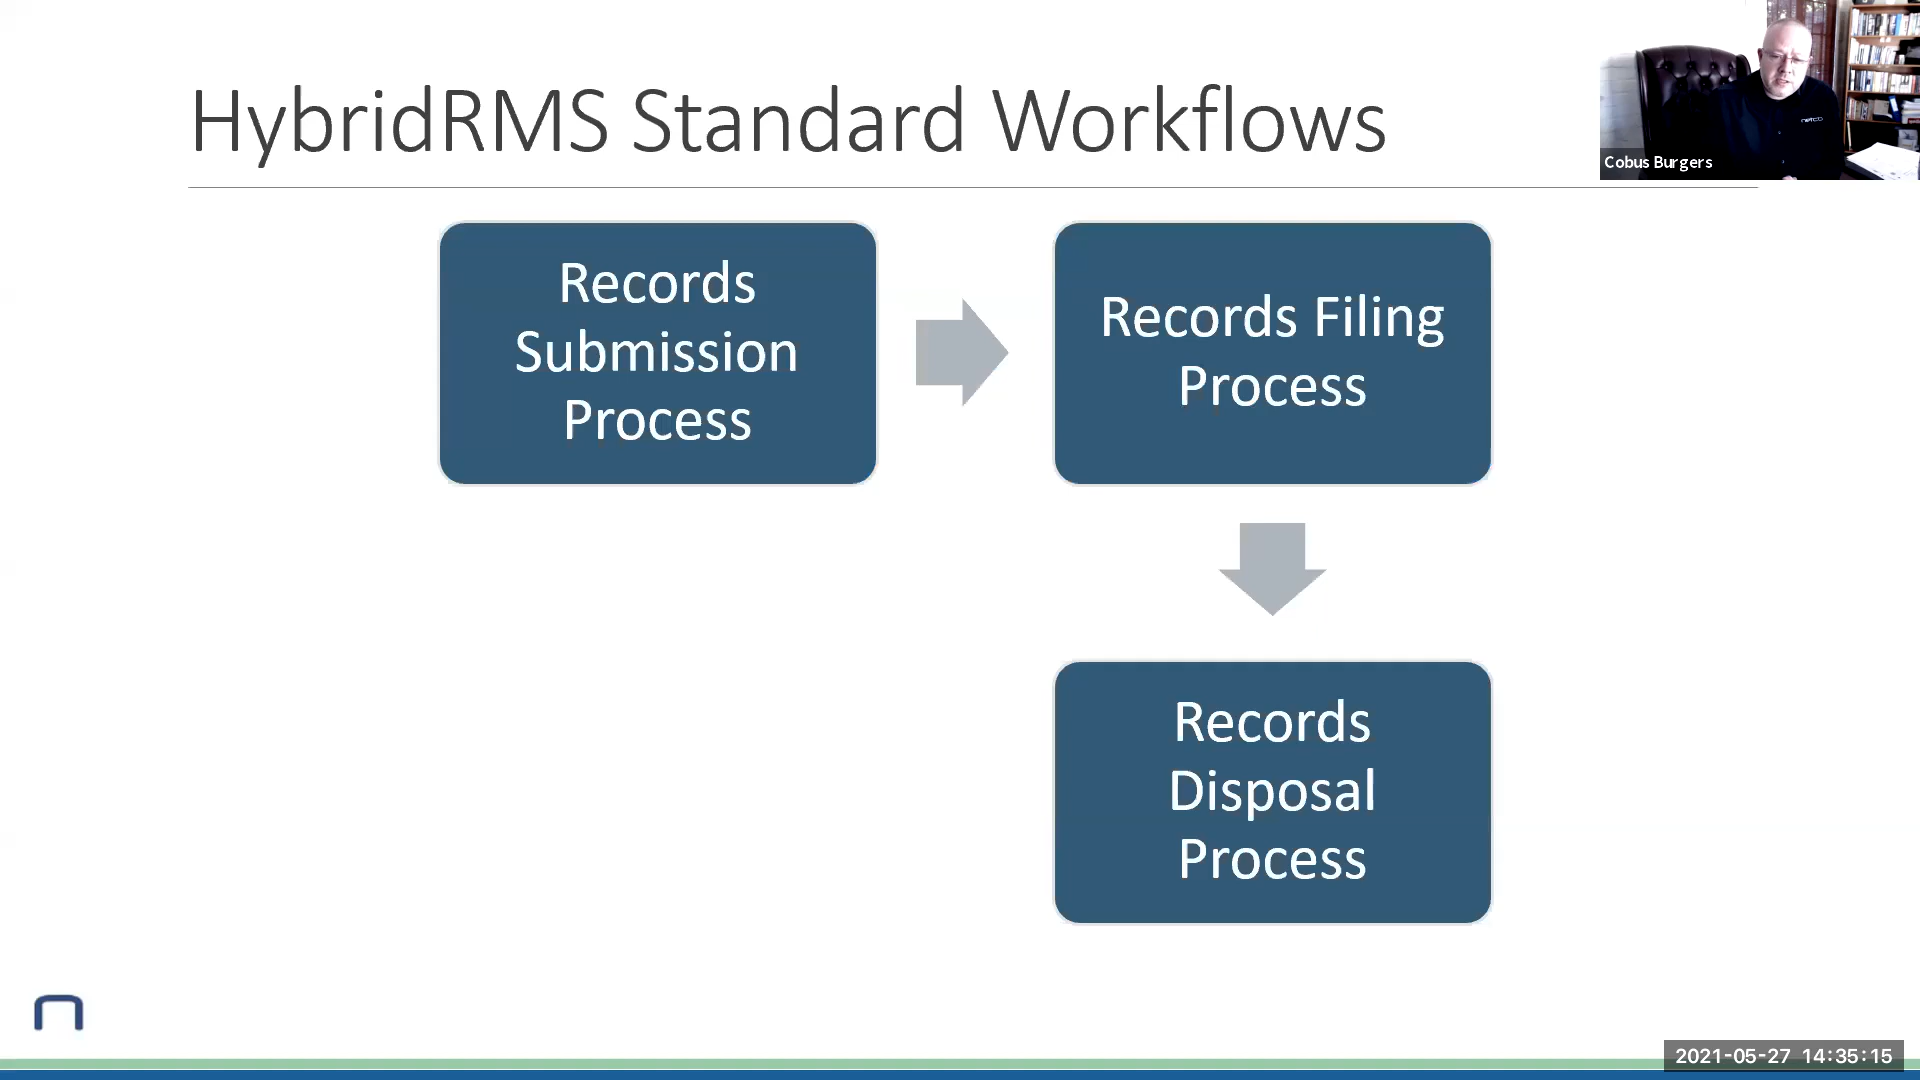 HybridRMS Standard Workflows
Cobus Burgers
Records
Submission
Process
Records Filing
Process
Records
Disposal
Process
2021-05-27 14:35:15